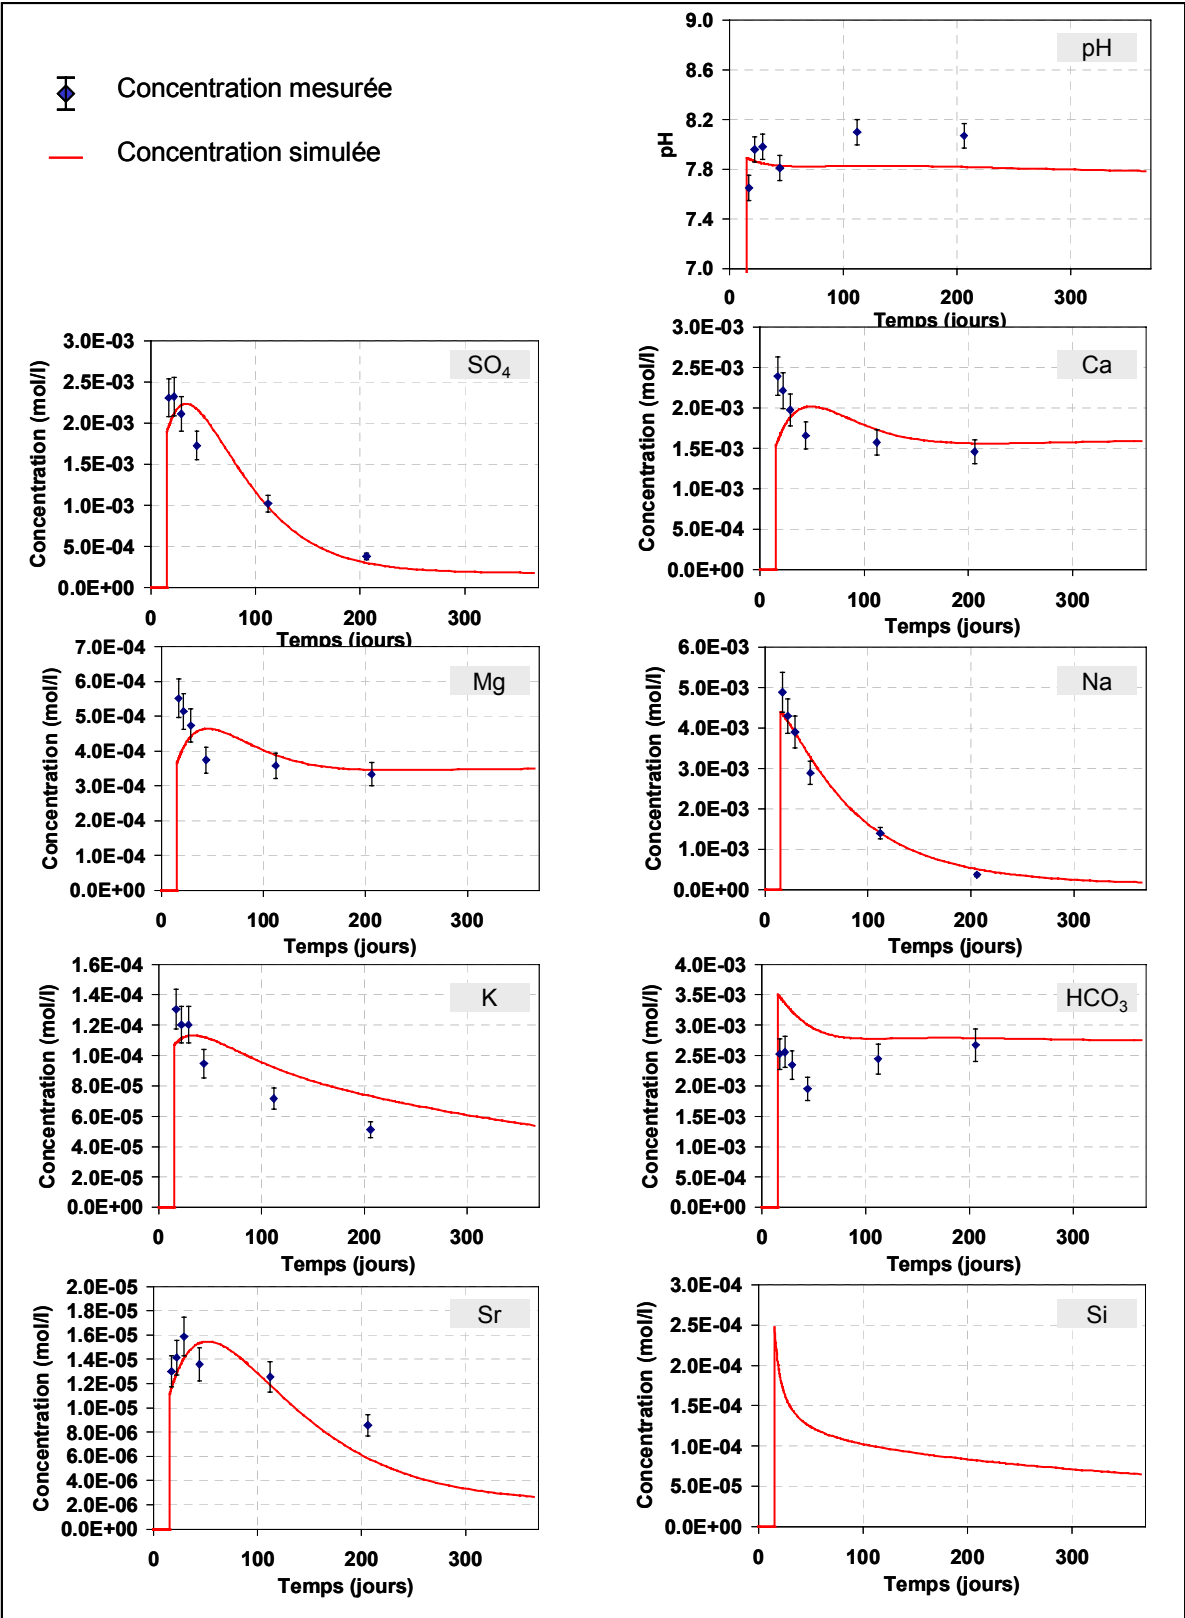 Concentration mesurée
Concentration simulée
pH
pH
9.0
8.6
8.2
7.8
7.4
7.0
0 100 200 300
Temps (jours)
SO4
Concentration (mol/l)
3.0E-03
2.5E-03
2.0E-03
1.5E-03
1.0E-03
5.0E-04
0.0E+00
0 100 200 300
Temps (jours)
Ca
Concentration (mol/l)
3.0E-03
2.5E-03
2.0E-03
1.5E-03
1.0E-03
5.0E-04
0.0E+00
0 100 200 300
Temps (jours)
Mg
Concentration (mol/l)
7.0E-04
6.0E-04
5.0E-04
4.0E-04
3.0E-04
2.0E-04
1.0E-04
0.0E+00
0 100 200 300
Temps (jours)
Na
Concentration (mol/l)
6.0E-03
5.0E-03
4.0E-03
3.0E-03
2.0E-03
1.0E-03
0.0E+00
0 100 200 300
Temps (jours)
K
Concentration (mol/l)
1.6E-04
1.4E-04
1.2E-04
1.0E-04
8.0E-05
6.0E-05
4.0E-05
2.0E-05
0.0E+00
0 100 200 300
Temps (jours)
HCO3
Concentration (mol/l)
4.0E-03
3.5E-03
3.0E-03
2.5E-03
2.0E-03
1.5E-03
1.0E-03
5.0E-04
0.0E+00
0 100 200 300
Temps (jours)
Sr
Concentration (mol/l)
2.0E-05
1.8E-05
1.6E-05
1.4E-05
1.2E-05
1.0E-05
8.0E-06
6.0E-06
4.0E-06
2.0E-06
0.0E+00
0 100 200 300
Temps (jours)
Si
Concentration (mol/l)
3.0E-04
2.5E-04
2.0E-04
1.5E-04
1.0E-04
5.0E-05
0.0E+00
0 100 200 300
Temps (jours)